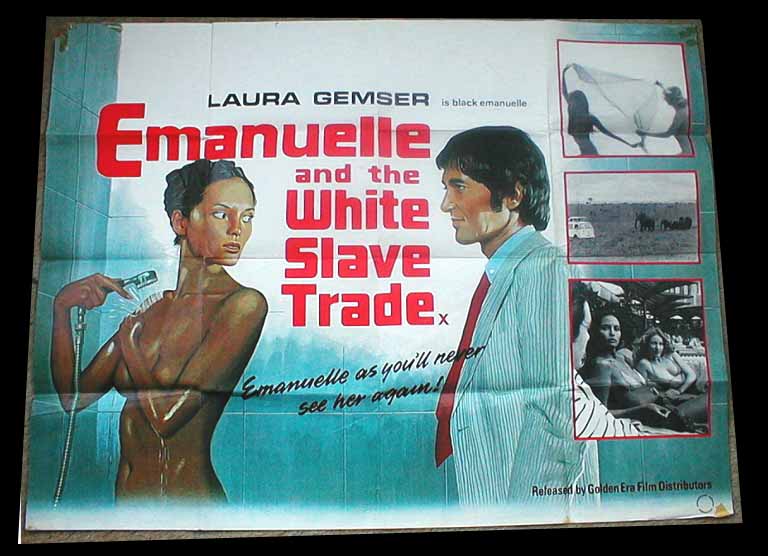 LAURA GEMSER is black emanuelle
Emanuelle
and the
White
Slave
Trade x
Emanuelle as you'll never
see her again!
Released by Golden Era Film Distributors